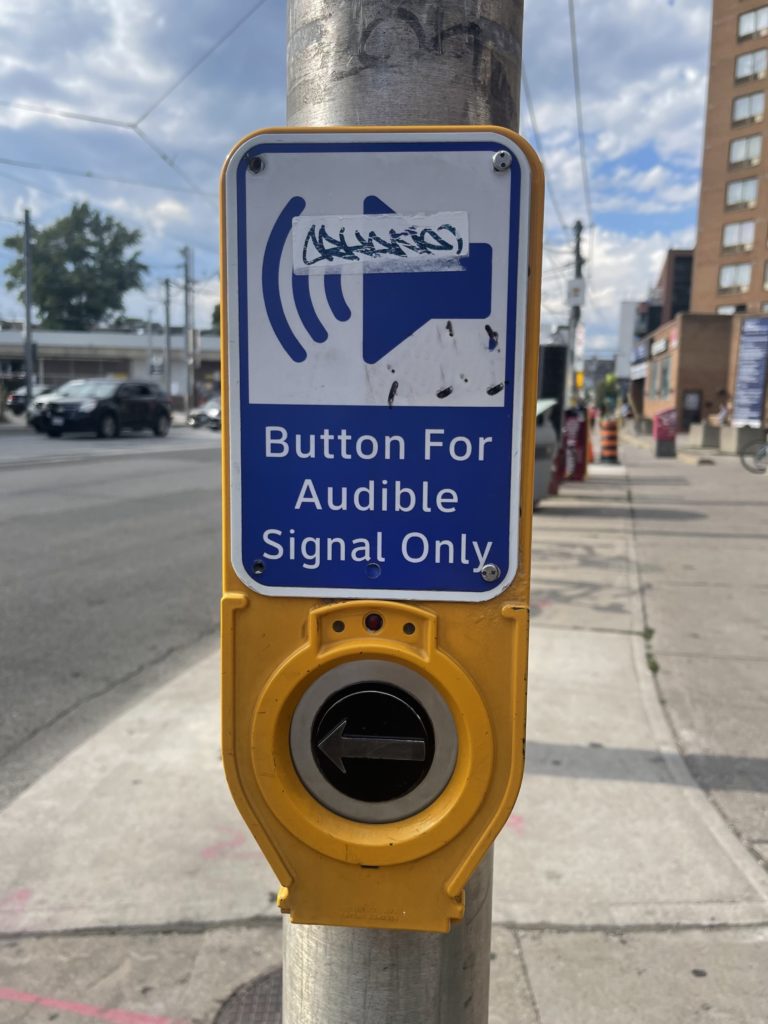 Button For
Audible
Signal Only